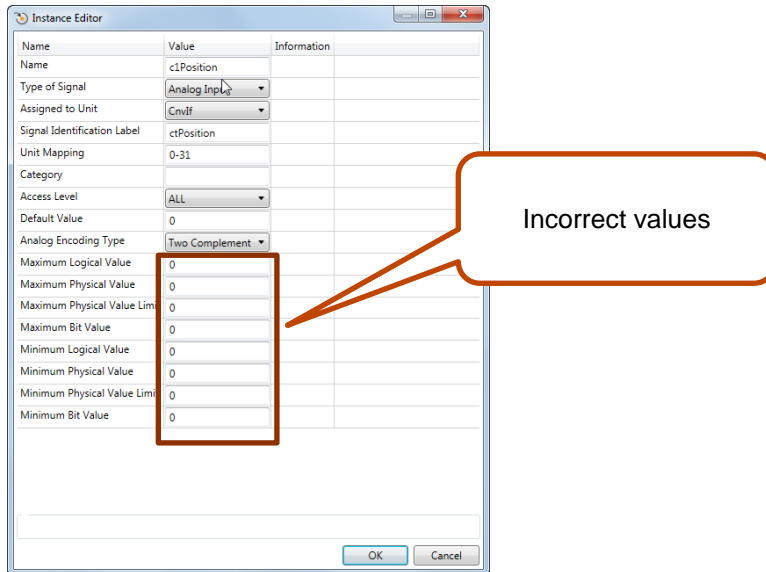 Instance Editor
Name Value Information
Name c1Position
Type of Signal Analog Input
Assigned to Unit CnvIf
Signal Identification Label ctPosition
Unit Mapping 0-31
Category
Access Level ALL
Default Value 0
Analog Encoding Type Two Complement
Maximum Logical Value 0
Maximum Physical Value 0
Maximum Physical Value Limi 0
Maximum Bit Value 0
Minimum Logical Value 0
Minimum Physical Value 0
Minimum Physical Value Limi 0
Minimum Bit Value 0
Incorrect values
OK Cancel